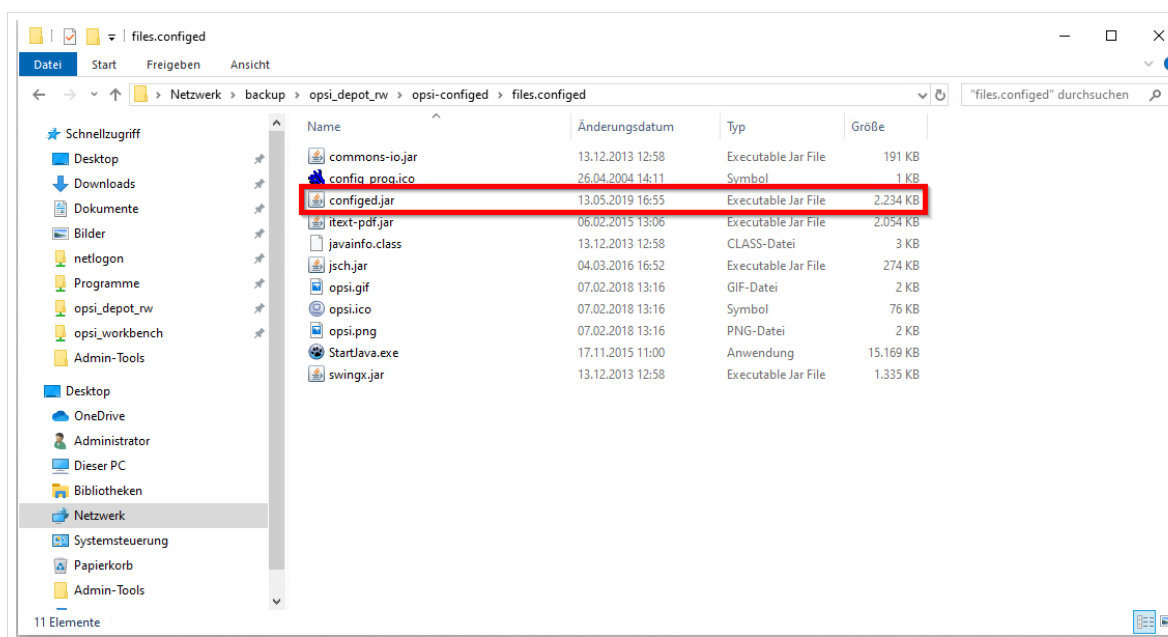 files.configed
Datei Start Freigeben Ansicht
Netzwerk > backup > opsi_depot_rw > opsi-configed > files.configed "files.configed" durchsuchen
Schnellzugriff
Desktop
Downloads
Dokumente
Bilder
netlogon
Programme
opsi_depot_rw
opsi_workbench
Admin-Tools
Desktop
OneDrive
Administrator
Dieser PC
Bibliotheken
Netzwerk
Systemsteuerung
Papierkorb
Admin-Tools
Name Änderungsdatum Typ Größe
commons-io.jar 13.12.2013 12:58 Executable Jar File 191 KB
config_prog.ico 26.04.2004 14:11 Symbol 1 KB
configed.jar 13.05.2019 16:55 Executable Jar File 2.234 KB
itext-pdf.jar 06.02.2015 13:06 Executable Jar File 2.054 KB
javainfo.class 13.12.2013 12:58 CLASS-Datei 3 KB
jsch.jar 04.03.2016 16:52 Executable Jar File 274 KB
opsi.gif 07.02.2018 13:16 GIF-Datei 2 KB
opsi.ico 07.02.2018 13:16 Symbol 76 KB
opsi.png 07.02.2018 13:16 PNG-Datei 2 KB
StartJava.exe 17.11.2015 11:00 Anwendung 15.169 KB
swingx.jar 13.12.2013 12:58 Executable Jar File 1.335 KB
11 Elemente